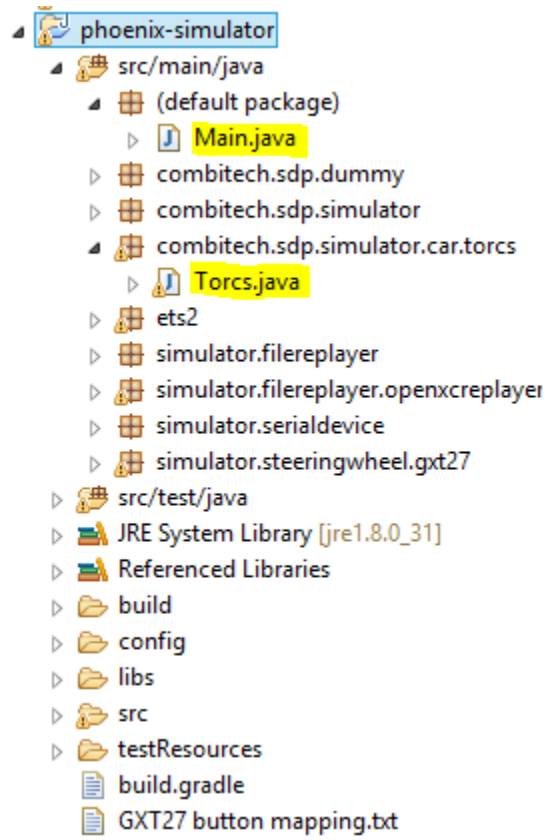 phoenix-simulator
src/main/java
(default package)
Main.java
combitech.sdp.dummy
combitech.sdp.simulator
combitech.sdp.simulator.car.torcs
Torcs.java
ets2
simulator.filereplayer
simulator.filereplayer.openxcreplayer
simulator.serialdevice
simulator.steeringwheel.gxt27
src/test/java
JRE System Library [jre1.8.0_31]
Referenced Libraries
build
config
libs
src
testResources
build.gradle
GXT27 button mapping.txt